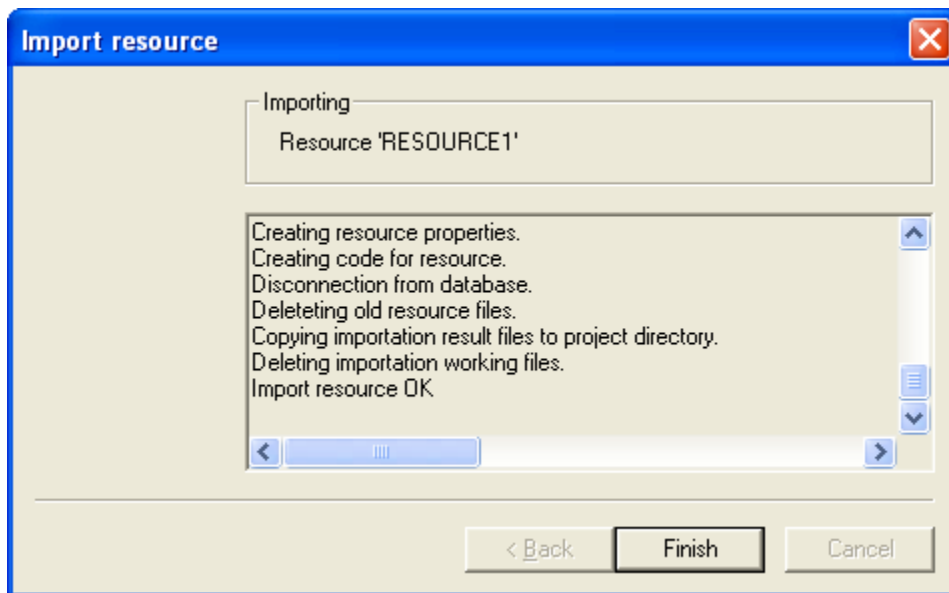 Import resource
Importing
Resource 'RESOURCE1'
Creating resource properties.
Creating code for resource.
Disconnection from database.
Deleteting old resource files.
Copying importation result files to project directory.
Deleting importation working files.
Import resource OK
< Back
Finish
Cancel